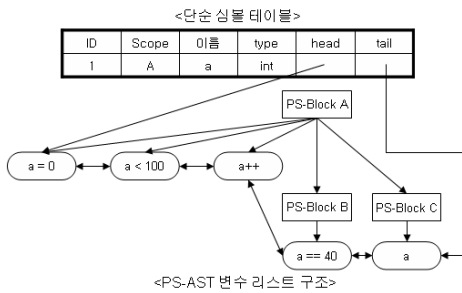 <단순 심볼 테이블>
ID Scope 이름 type head tail
1 A a int
PS-Block A
a = 0 a < 100 a++
PS-Block B PS-Block C
a == 40 a
<PS-AST 변수 리스트 구조>